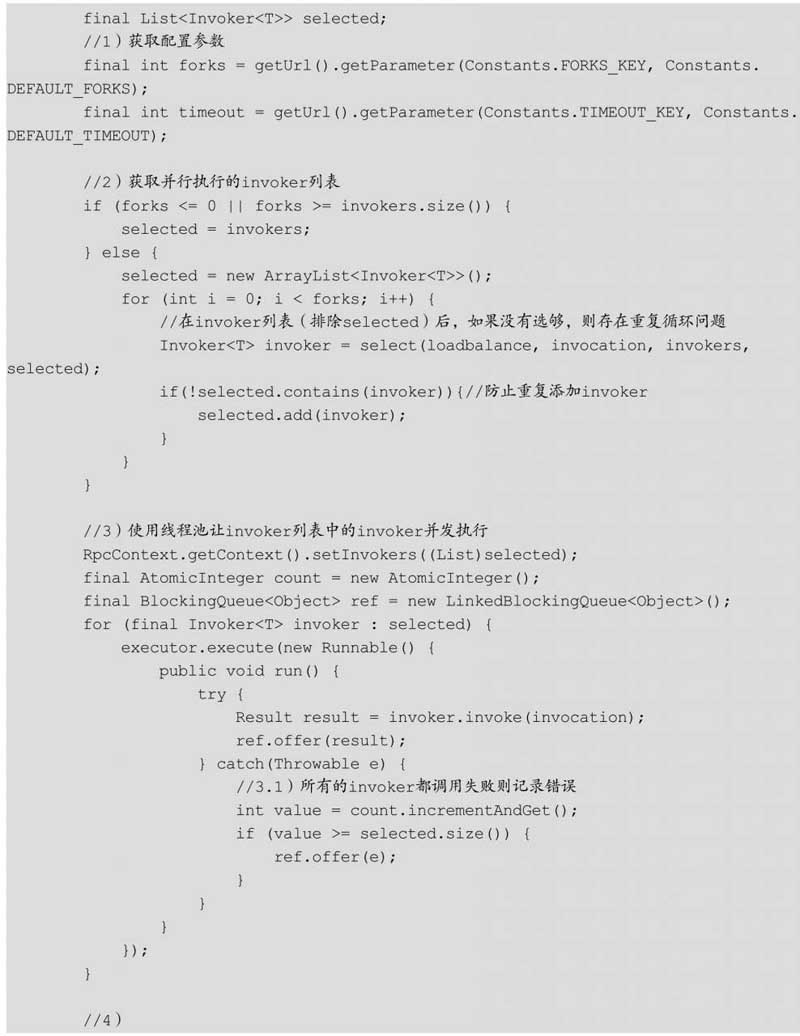 final List<Invoker<T>> selected;
//1）获取配置参数
final int forks = getUrl().getParameter(Constants.FORKS_KEY, Constants.
DEFAULT_FORKS);
final int timeout = getUrl().getParameter(Constants.TIMEOUT_KEY, Constants.
DEFAULT_TIMEOUT);
//2）获取并行执行的invoker列表
if (forks <= 0 || forks >= invokers.size()) {
selected = invokers;
} else {
selected = new ArrayList<Invoker<T>>();
for (int i = 0; i < forks; i++) {
//在invoker列表（排除selected）后，如果没有选够，则存在重复循环问题
Invoker<T> invoker = select(loadbalance, invocation, invokers,
selected);
if(!selected.contains(invoker)){//防止重复添加invoker
selected.add(invoker);
}
}
}
//3）使用线程池让invoker列表中的invoker并发执行
RpcContext.getContext().setInvokers((List)selected);
final AtomicInteger count = new AtomicInteger();
final BlockingQueue<Object> ref = new LinkedBlockingQueue<Object>();
for (final Invoker<T> invoker : selected) {
executor.execute(new Runnable() {
public void run() {
try {
Result result = invoker.invoke(invocation);
ref.offer(result);
} catch(Throwable e) {
//3.1）所有的invoker都调用失败则记录错误
int value = count.incrementAndGet();
if (value >= selected.size()) {
ref.offer(e);
}
}
}
});
}
//4）